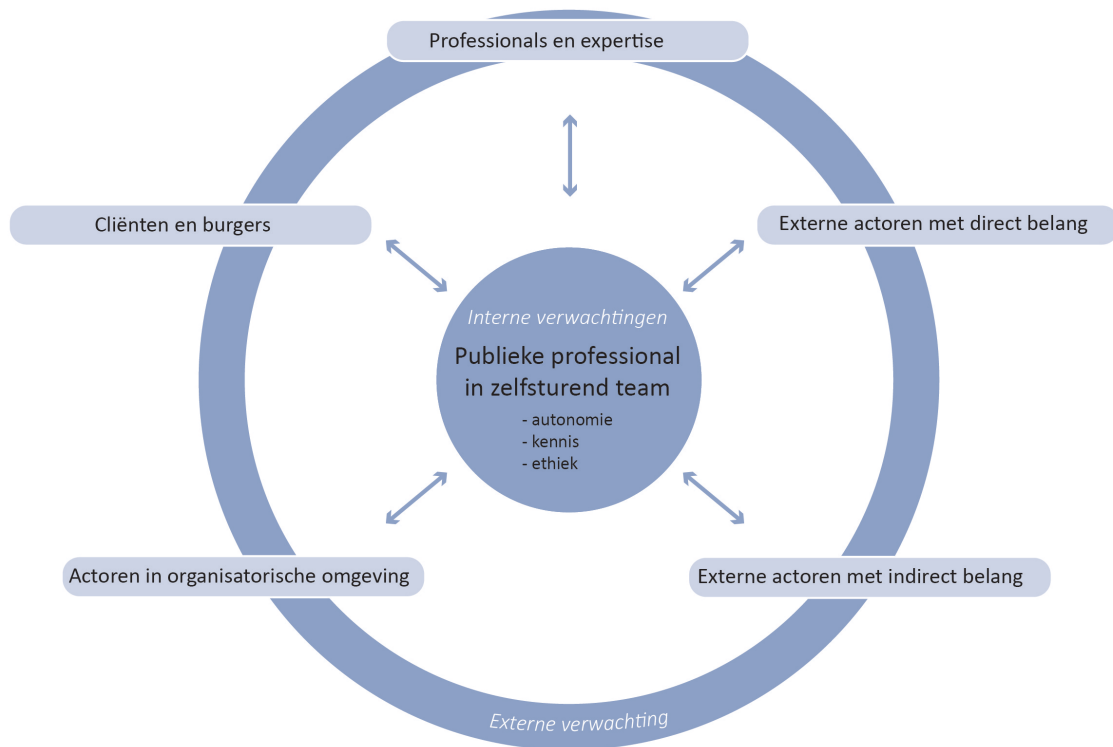 Professionals en expertise
Cliënten en burgers
Externe actoren met direct belang
Interne verwachtingen
Publieke professional
in zelfsturend team
- autonomie
- kennis
- ethiek
Actoren in organisatorische omgeving
Externe actoren met indirect belang
Externe verwachting